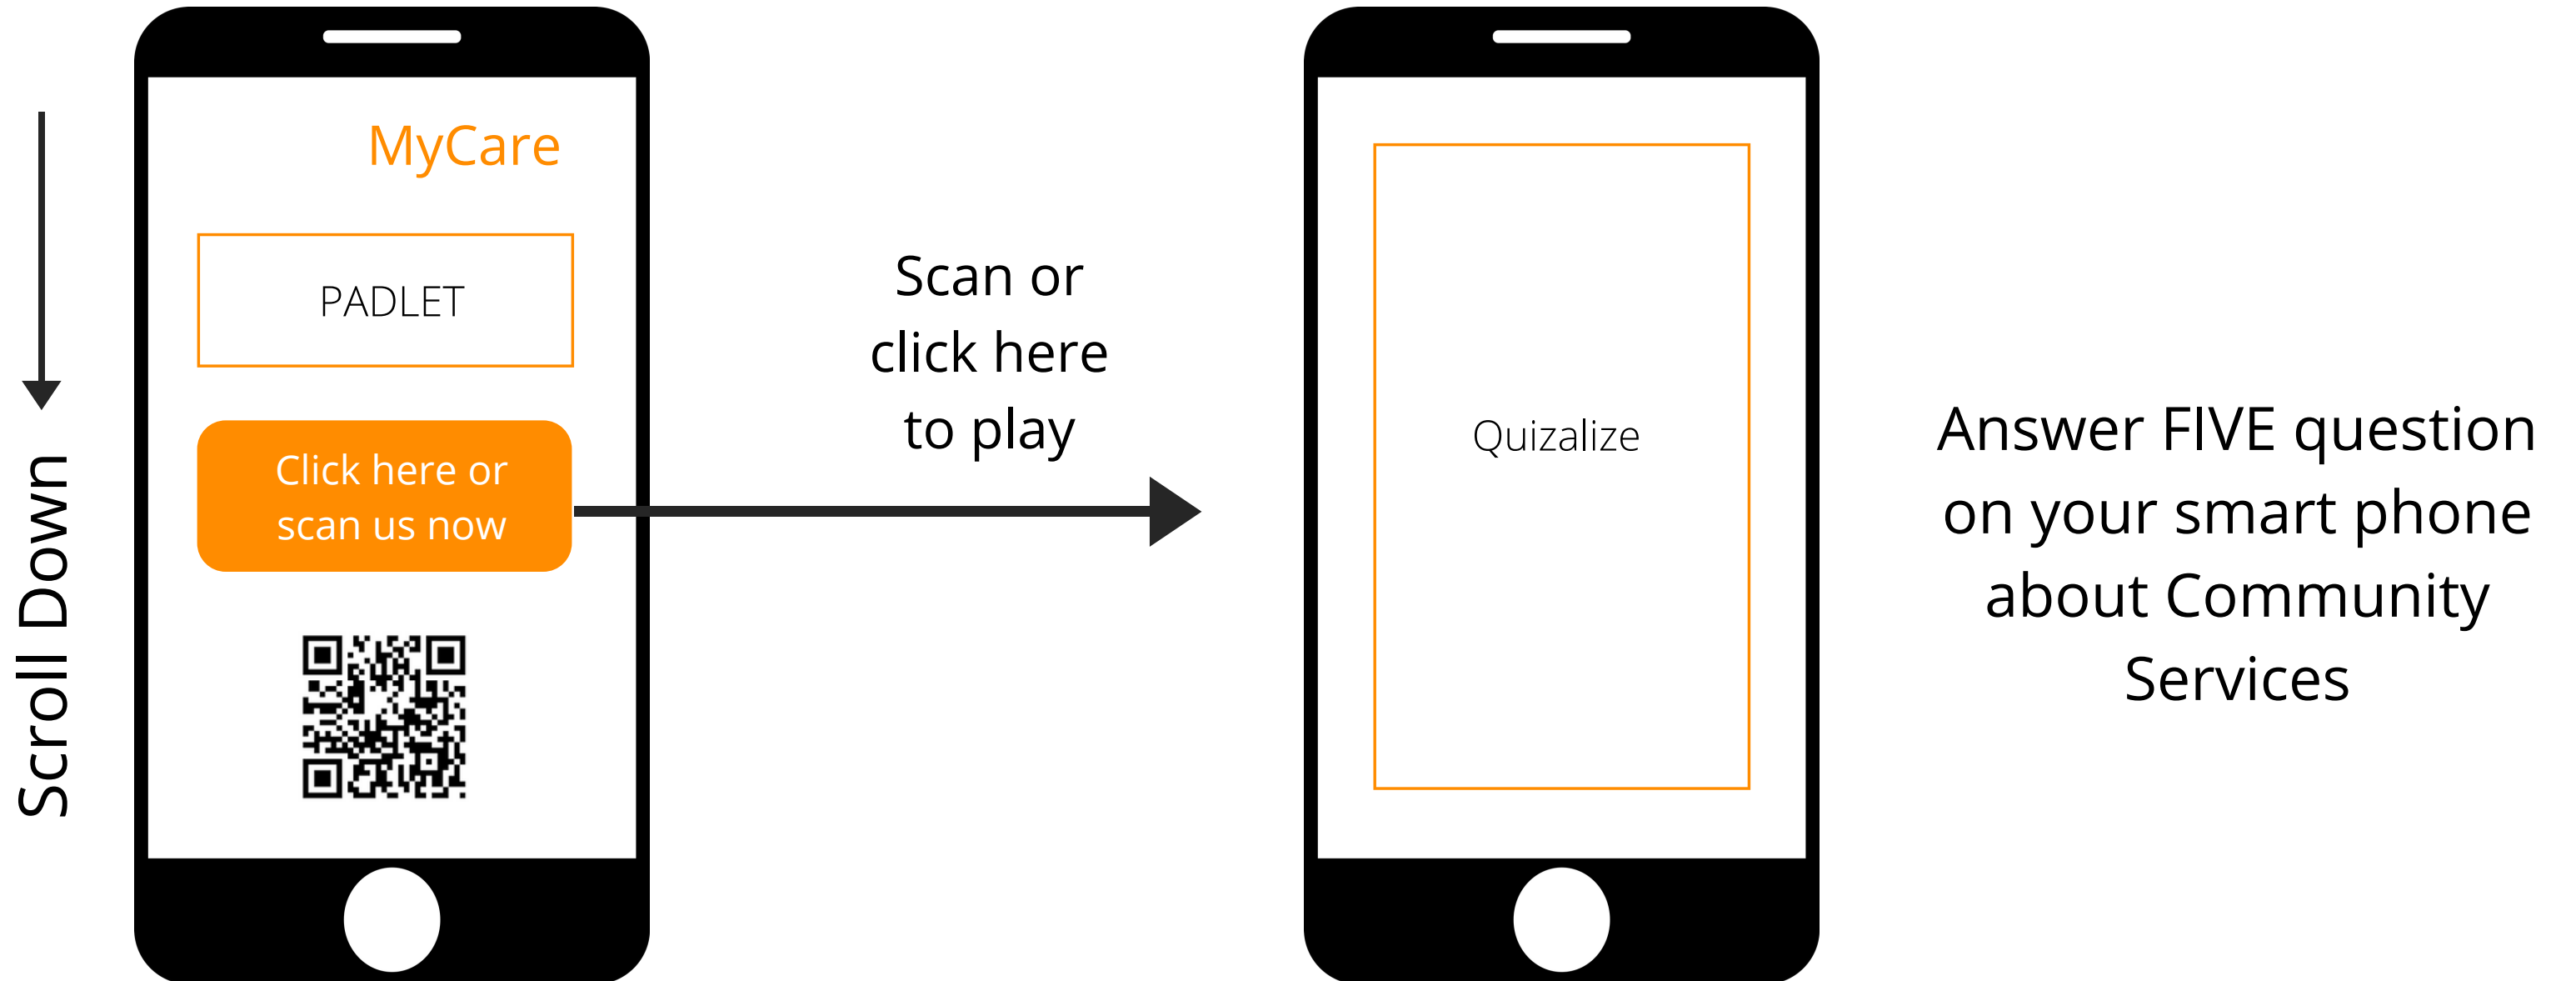 MyCare
PADLET
Click here or
scan us now
Scroll Down
Scan or
click here
to play
Quizalize
Answer FIVE question
on your smart phone
about Community
Services